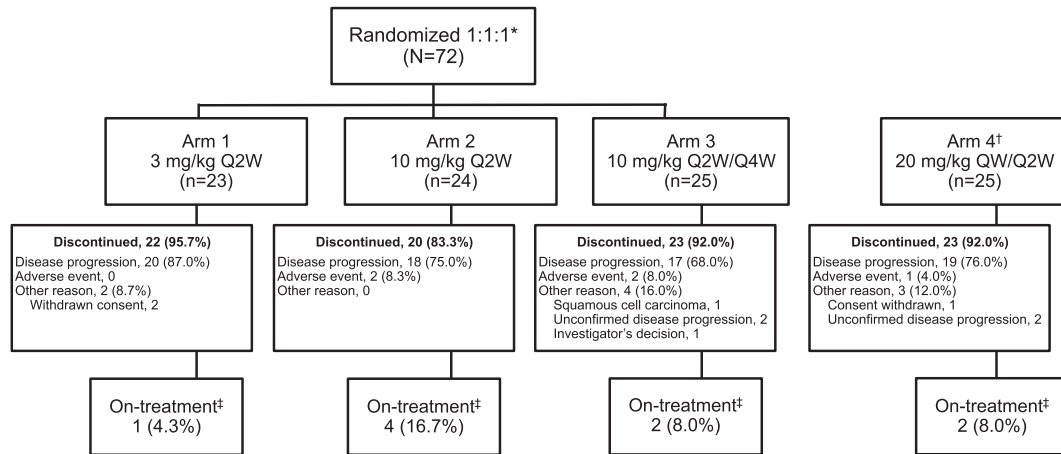 Randomized 1:1:1*
(N=72)
Arm 1
3 mg/kg Q2W
(n=23)
Arm 2
10 mg/kg Q2W
(n=24)
Arm 3
10 mg/kg Q2W/Q4W
(n=25)
Arm 4†
20 mg/kg QW/Q2W
(n=25)
Discontinued, 22 (95.7%)
Disease progression, 20 (87.0%)
Adverse event, 0
Other reason, 2 (8.7%)
Withdrawn consent, 2
Discontinued, 20 (83.3%)
Disease progression, 18 (75.0%)
Adverse event, 2 (8.3%)
Other reason, 0
Discontinued, 23 (92.0%)
Disease progression, 17 (68.0%)
Adverse event, 2 (8.0%)
Other reason, 4 (16.0%)
Squamous cell carcinoma, 1
Unconfirmed disease progression, 2
Investigator's decision, 1
Discontinued, 23 (92.0%)
Disease progression, 19 (76.0%)
Adverse event, 1 (4.0%)
Other reason, 3 (12.0%)
Consent withdrawn, 1
Unconfirmed disease progression, 2
On-treatment‡
1 (4.3%)
On-treatment‡
4 (16.7%)
On-treatment‡
2 (8.0%)
On-treatment‡
2 (8.0%)